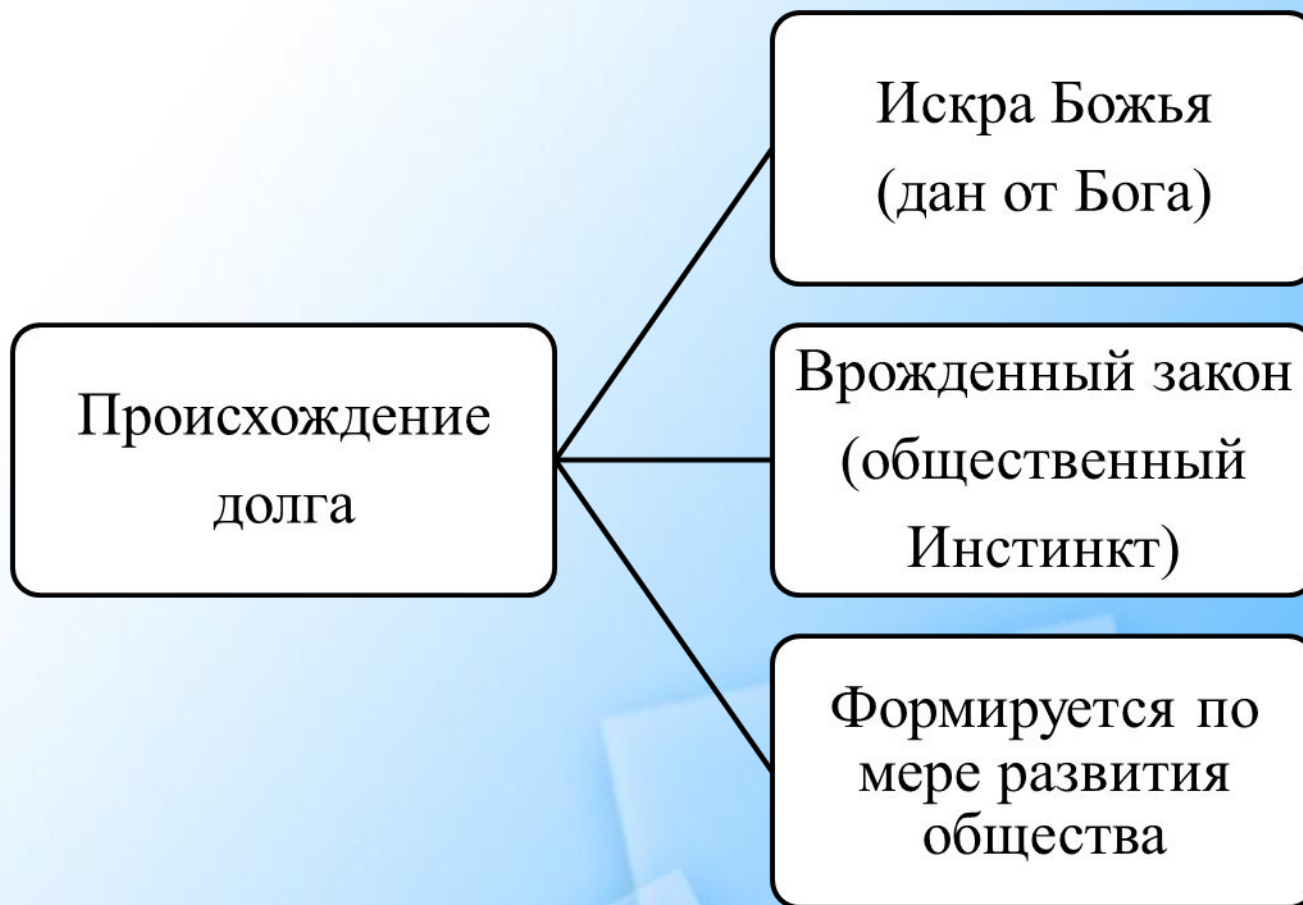 Происхождение
долга
Искра Божья
(дан от Бога)
Врожденный закон
(общественный
Инстинкт)
Формируется по
мере развития
общества